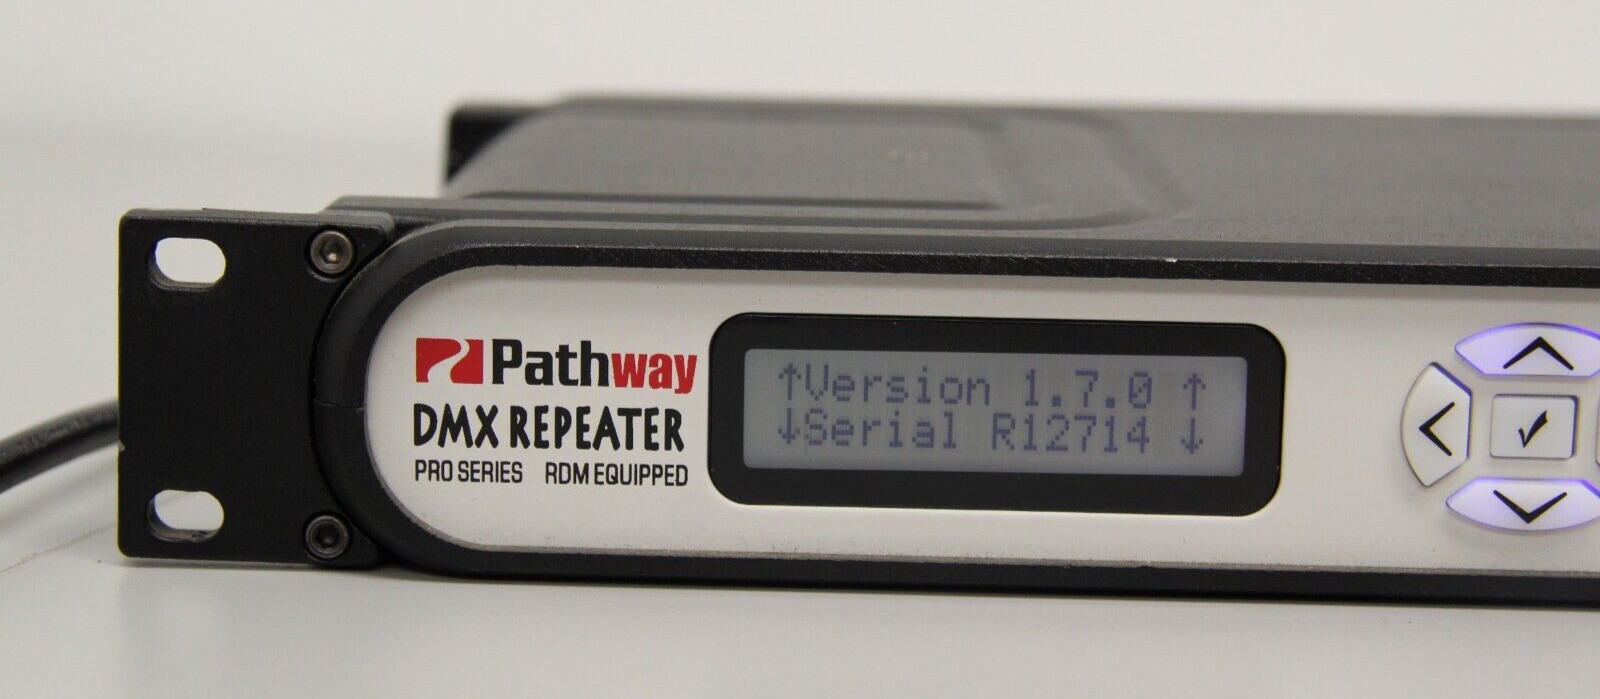 Pathway
DMX REPEATER
PRO SERIES RDM EQUIPPED
↑Version 1.7.0 ↑
↓Serial R12714 ↓